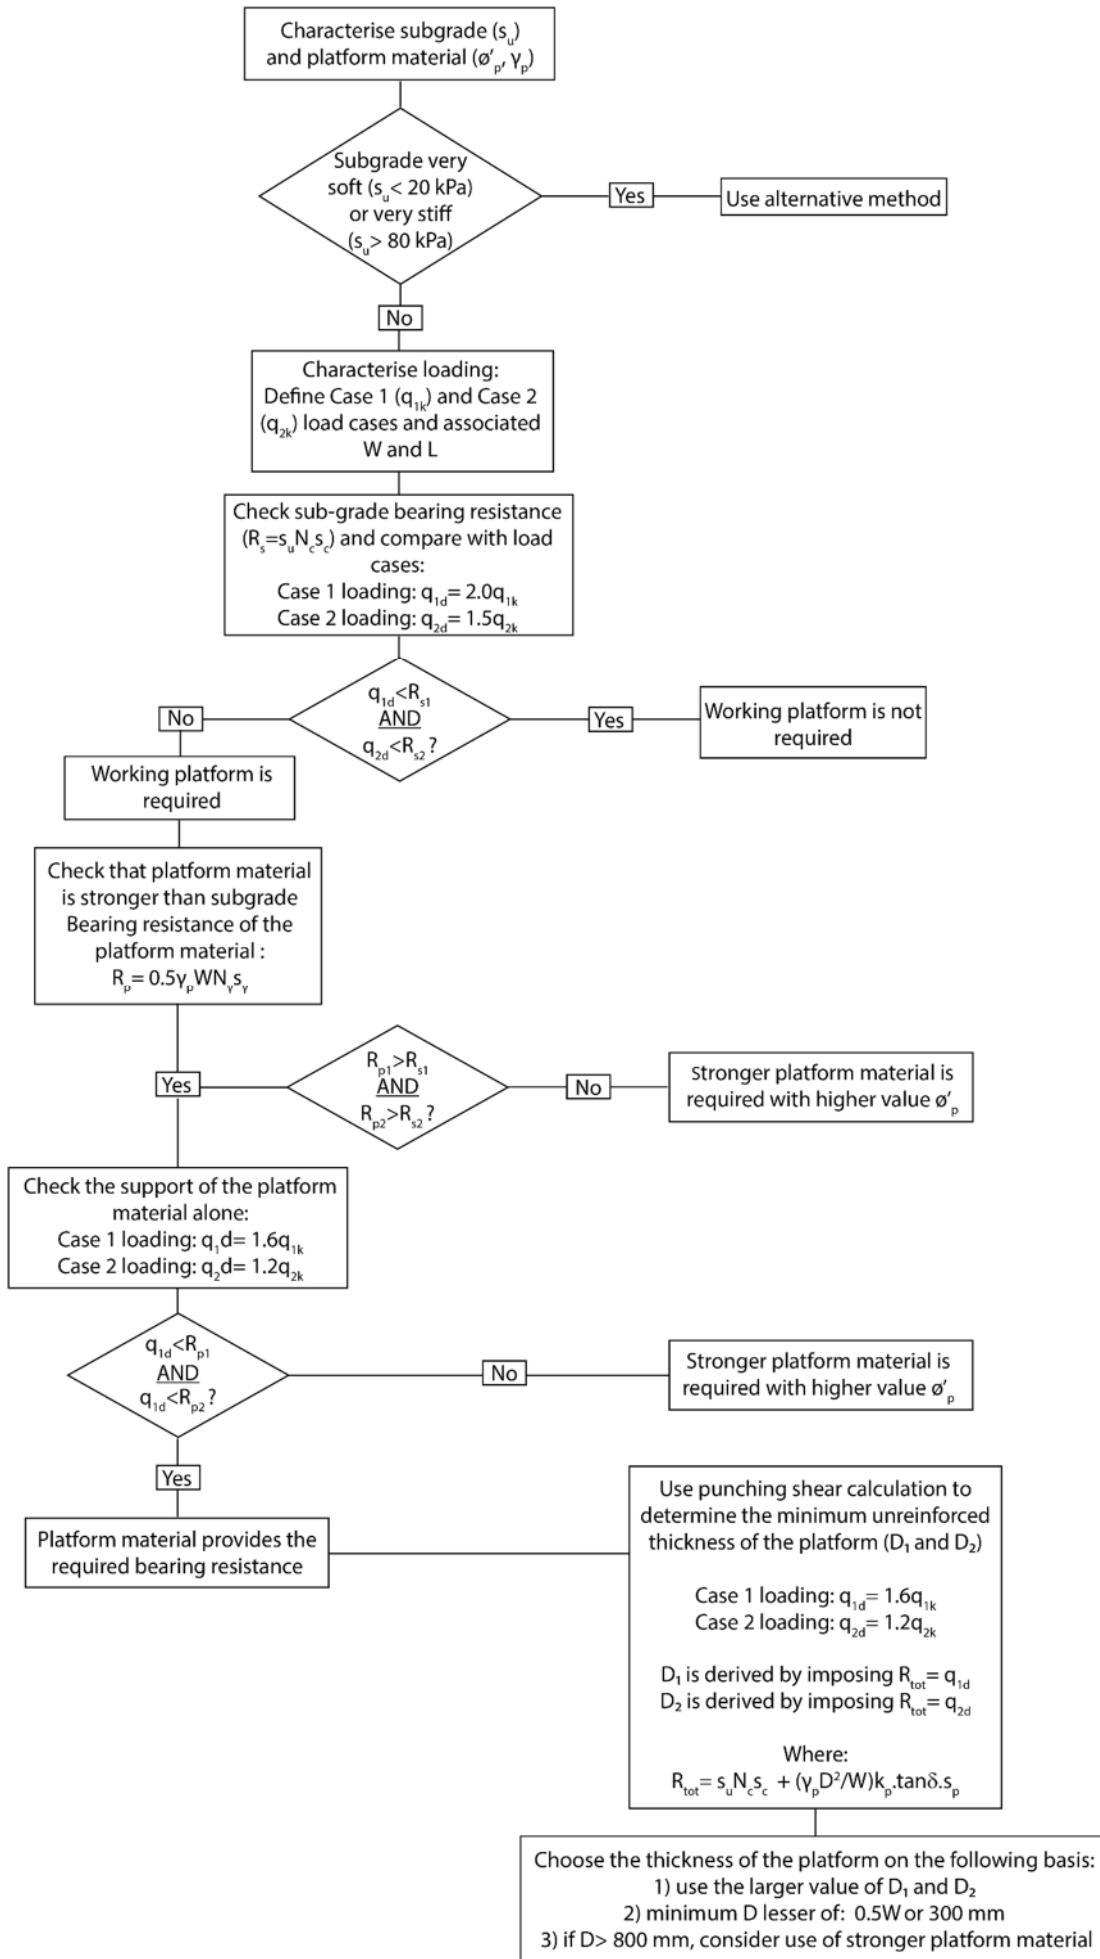 Characterise subgrade (sᵤ)
and platform material (ø'ₚ, γₚ)
Subgrade very
soft (sᵤ< 20 kPa)
or very stiff
(sᵤ> 80 kPa)
Yes
Use alternative method
No
Characterise loading:
Define Case 1 (q₁ₖ) and Case 2
(q₂ₖ) load cases and associated
W and L
Check sub-grade bearing resistance
(Rₛ=sᵤN_cs_c) and compare with load
cases:
Case 1 loading: q_1d= 2.0q₁ₖ
Case 2 loading: q_2d= 1.5q₂ₖ
q_1d<Rₛ₁
AND
q_2d<Rₛ₂?
No
Yes
Working platform is not
required
Working platform is
required
Check that platform material
is stronger than subgrade
Bearing resistance of the
platform material :
Rₚ= 0.5γₚWNᵧsᵧ
Rₚ₁>Rₛ₁
AND
Rₚ₂>Rₛ₂?
Yes
No
Stronger platform material is
required with higher value ø'ₚ
Check the support of the platform
material alone:
Case 1 loading: q₁d= 1.6q₁ₖ
Case 2 loading: q₂d= 1.2q₂ₖ
q_1d<Rₚ₁
AND
q_1d<Rₚ₂?
No
Stronger platform material is
required with higher value ø'ₚ
Yes
Platform material provides the
required bearing resistance
Use punching shear calculation to
determine the minimum unreinforced
thickness of the platform (D₁ and D₂)
Case 1 loading: q_1d= 1.6q₁ₖ
Case 2 loading: q_2d= 1.2q₂ₖ
D₁ is derived by imposing Rₜₒₜ= q_1d
D₂ is derived by imposing Rₜₒₜ= q_2d
Where:
Rₜₒₜ= sᵤN_cs_c + (γₚD²/W)kₚ.tanδ.sₚ
Choose the thickness of the platform on the following basis:
1) use the larger value of D₁ and D₂
2) minimum D lesser of: 0.5W or 300 mm
3) if D> 800 mm, consider use of stronger platform material